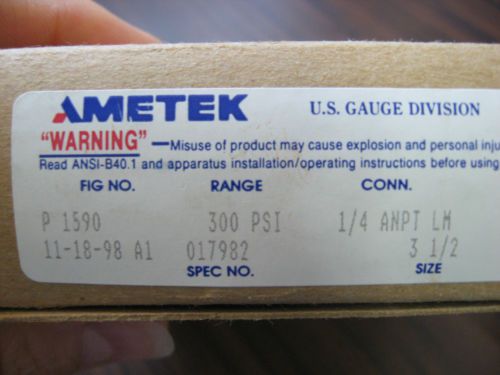 AMETEK U.S. GAUGE DIVISION
"WARNING" —Misuse of product may cause explosion and personal
Read ANSI-B40.1 and apparatus installation/operating instructions before using
FIG NO. RANGE CONN.
P 1590 300 PSI 1/4 ANPT LM
11-18-98 A1 017982 3 1/2
SPEC NO. SIZE